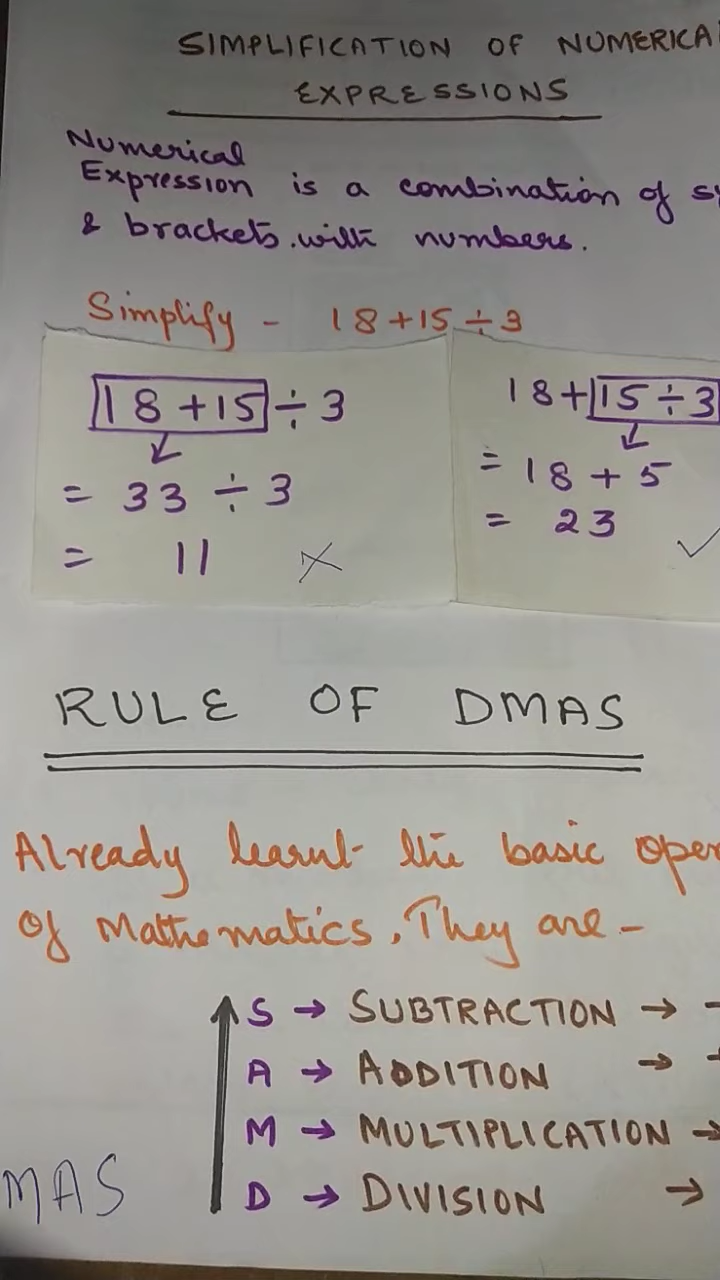 SIMPLIFICATION OF NUMERICA
EXPRESSIONS
Numerical
Expression is a combination of
& brackets with numbers.
Simplify - 18+15÷3
18+15÷3
= 33÷3
= 11 ×
18+15÷3
= 18+5
= 23 ✓
RULE OF DMAS
Already learnt the basic oper
Of Mathematics. They are -
S → SUBTRACTION → -
A → ADDITION → +
M → MULTIPLICATION →
D → DIVISION →
MAS